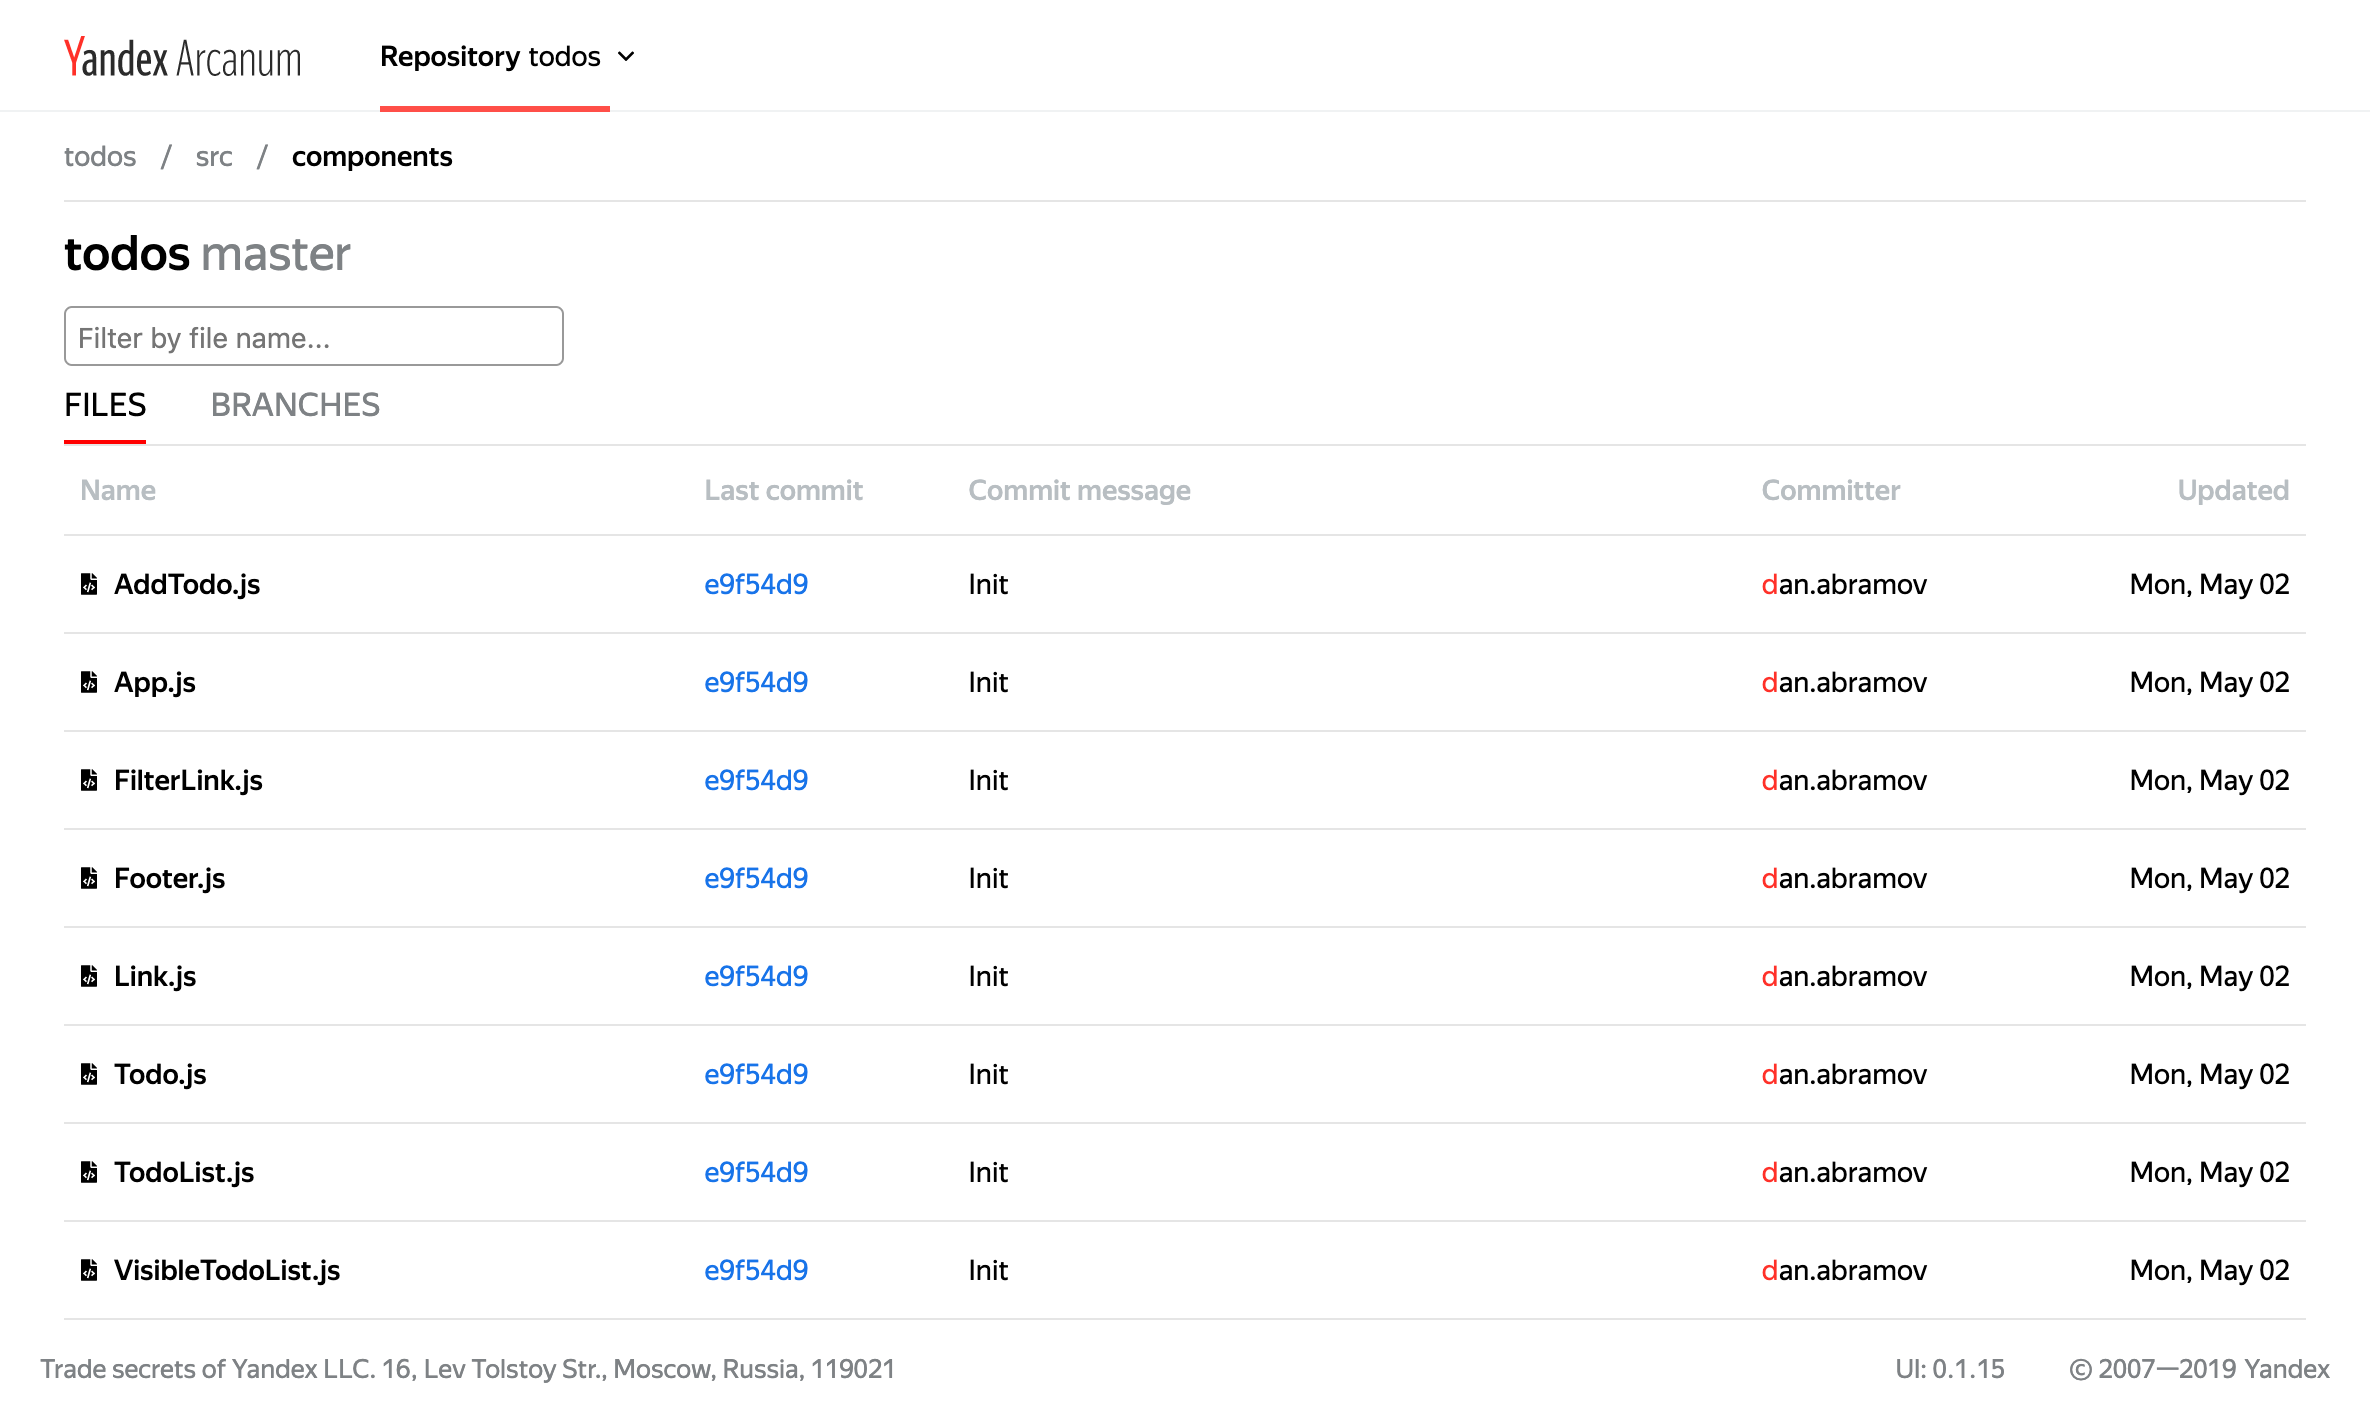 Yandex Arcanum Repository todos
todos / src / components
todos master
Filter by file name...
FILES BRANCHES
Name Last commit Commit message Committer Updated
AddTodo.js e9f54d9 Init dan.abramov Mon, May 02
App.js e9f54d9 Init dan.abramov Mon, May 02
FilterLink.js e9f54d9 Init dan.abramov Mon, May 02
Footer.js e9f54d9 Init dan.abramov Mon, May 02
Link.js e9f54d9 Init dan.abramov Mon, May 02
Todo.js e9f54d9 Init dan.abramov Mon, May 02
TodoList.js e9f54d9 Init dan.abramov Mon, May 02
VisibleTodoList.js e9f54d9 Init dan.abramov Mon, May 02
Trade secrets of Yandex LLC. 16, Lev Tolstoy Str., Moscow, Russia, 119021 UI: 0.1.15 © 2007—2019 Yandex